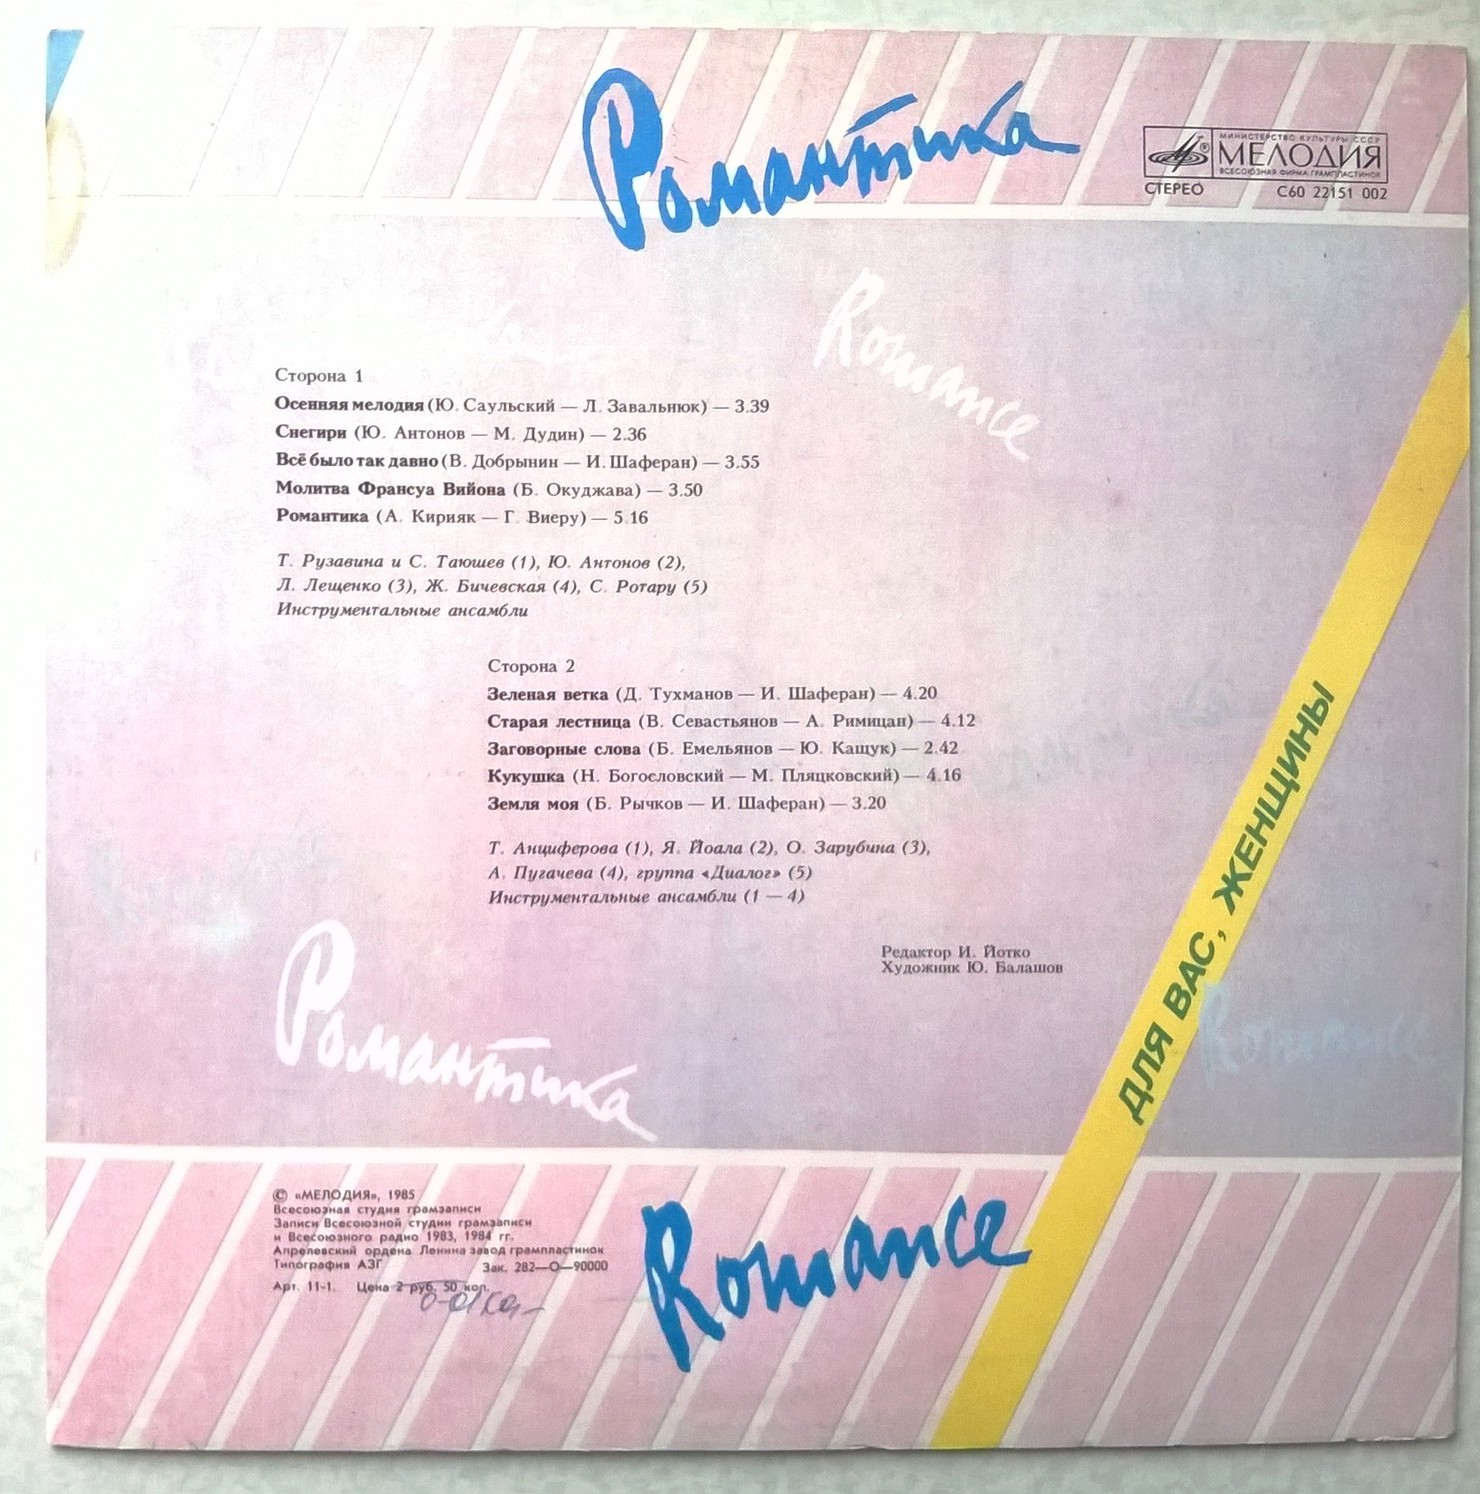 Романтика
МИНИСТЕРСТВО КУЛЬТУРЫ СССР
МЕЛОДИЯ
ВСЕСОЮЗНАЯ ФИРМА ГРАМПЛАСТИНОК
СТЕРЕО С60 22151 002
Romance
Сторона 1
Осенняя мелодия (Ю. Саульский — Л. Завальнюк) — 3.39
Снегири (Ю. Антонов — М. Дудин) — 2.36
Всё было так давно (В. Добрынин — И. Шаферан) — 3.55
Молитва Франсуа Вийона (Б. Окуджава) — 3.50
Романтика (А. Кирияк — Г. Виеру) — 5.16
Т. Рузавина и С. Таюшев (1), Ю. Антонов (2),
Л. Лещенко (3), Ж. Бичевская (4), С. Ротару (5)
Инструментальные ансамбли
Сторона 2
Зеленая ветка (Д. Тухманов — И. Шаферан) — 4.20
Старая лестница (В. Севастьянов — А. Римицан) — 4.12
Заговорные слова (Б. Емельянов — Ю. Кащук) — 2.42
Кукушка (Н. Богословский — М. Пляцковский) — 4.16
Земля моя (Б. Рычков — И. Шаферан) — 3.20
Т. Анциферова (1), Я. Йоала (2), О. Зарубина (3),
А. Пугачева (4), группа «Диалог» (5)
Инструментальные ансамбли (1 — 4)
Редактор И. Йотко
Художник Ю. Балашов
ДЛЯ ВАС, ЖЕНЩИНЫ
Romance
Романтика
© «МЕЛОДИЯ», 1985
Всесоюзная студия грамзаписи
Записи Всесоюзной студии грамзаписи
и Всесоюзного радио 1983, 1984 гг.
Апрелевский ордена Ленина завод грампластинок
Типография АЗГ Зак. 282—О—90000
Арт. 11-1. Цена 2 руб. 50 коп.
Romance